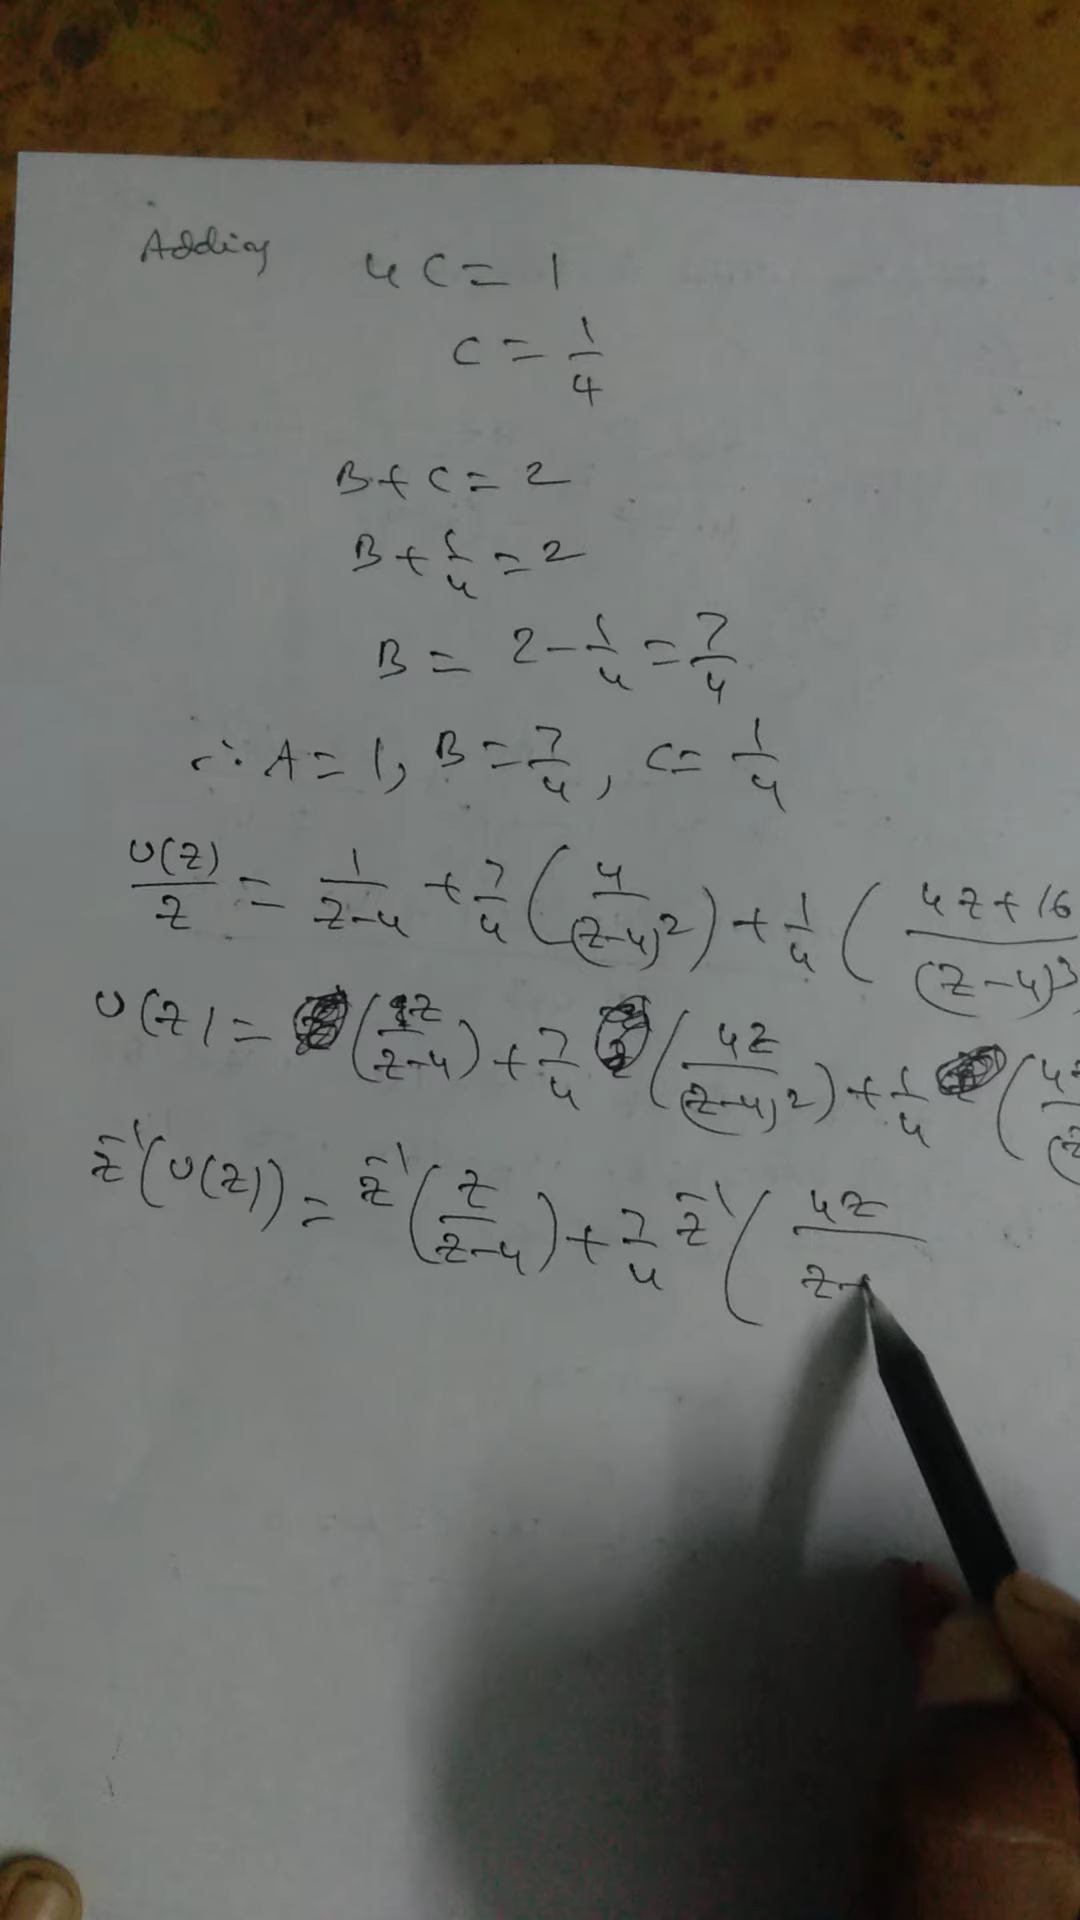 Adding 4C = 1
C = 1/4
B + C = 2
B + 1/4 = 2
B = 2 - 1/4 = 7/4
∴ A = 1, B = 7/4, C = 1/4
U(z)/z = 1/(z-4) + 7/4 (4/(z-4)²) + 1/4 (4z+16/(z-4)³
U(z) = (1z/z-4) + 7/4 (4z/(z-4)²) + 1/4 (4z
z⁻¹(U(z)) = z⁻¹(z/z-4) + 7/4 z⁻¹(4z/z-